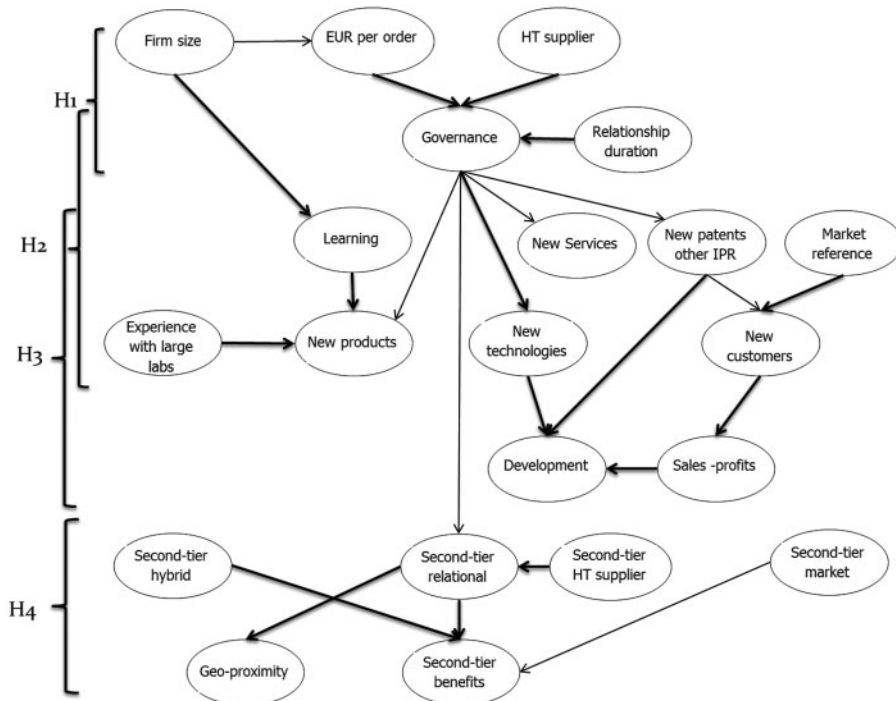 Firm size
EUR per order
HT supplier
H1
Governance
Relationship
duration
H2
Learning
New Services
New patents
other IPR
Market
reference
H3
Experience
with large
labs
New products
New
technologies
New
customers
Development
Sales -profits
H4
Second-tier
hybrid
Second-tier
relational
Second-tier
HT supplier
Second-tier
market
Geo-proximity
Second-tier
benefits